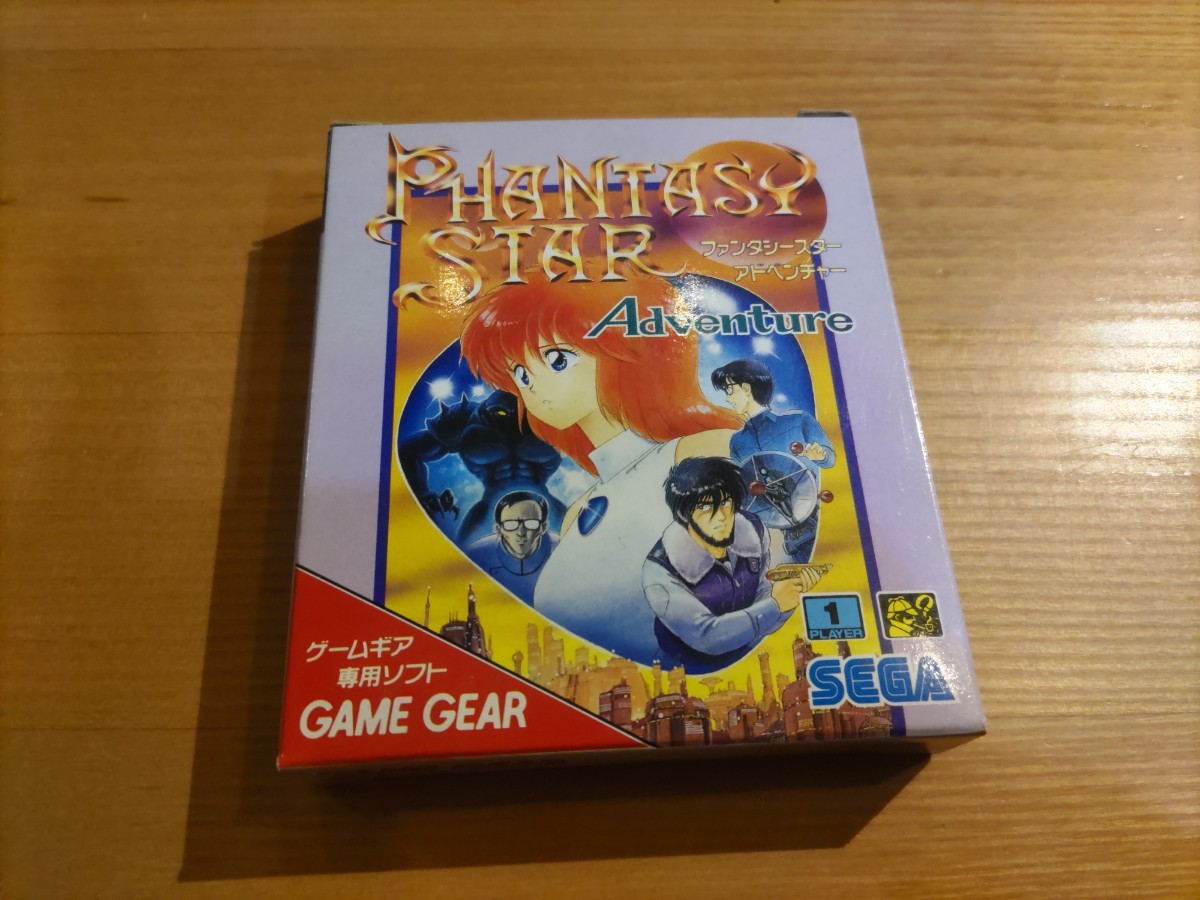 PHANTASY
STAR
ファンタシースター
アドベンチャー
Adventure
1
PLAYER
ゲームギア
専用ソフト
GAME GEAR
SEGA